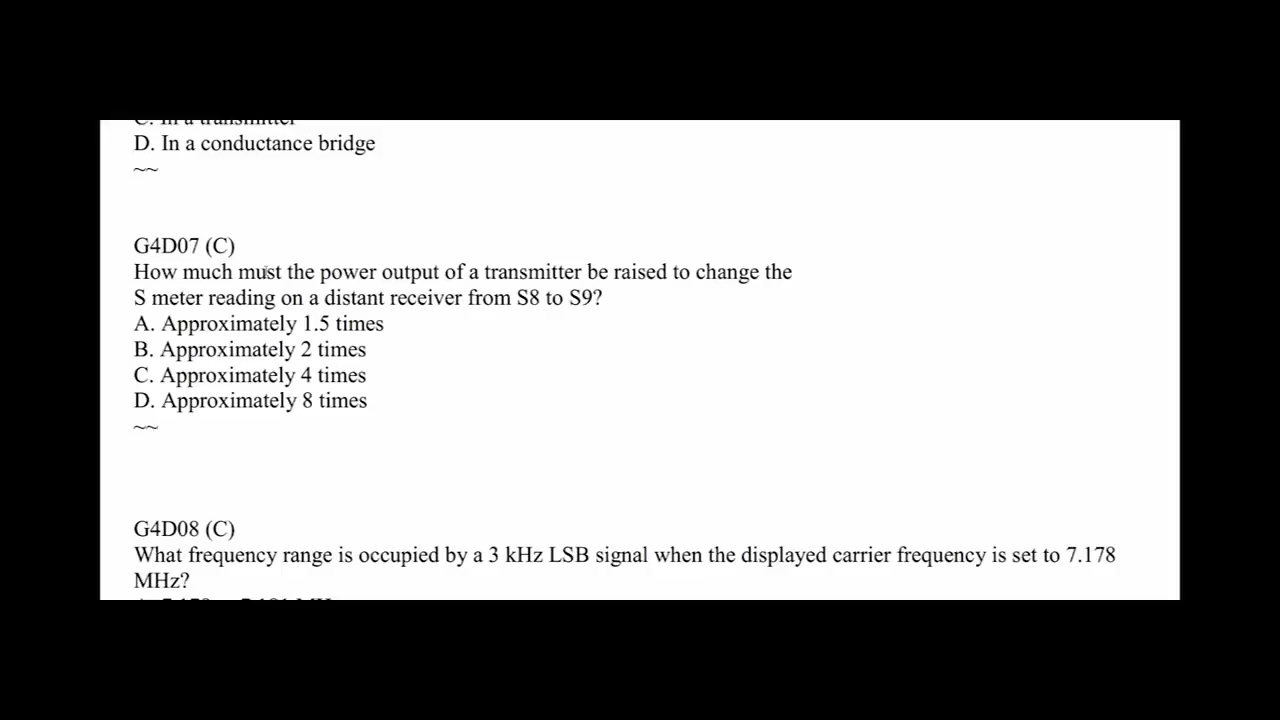 C. In a transmitter
D. In a conductance bridge
~~
G4D07 (C)
How much must the power output of a transmitter be raised to change the
S meter reading on a distant receiver from S8 to S9?
A. Approximately 1.5 times
B. Approximately 2 times
C. Approximately 4 times
D. Approximately 8 times
~~
G4D08 (C)
What frequency range is occupied by a 3 kHz LSB signal when the displayed carrier frequency is set to 7.178
MHz?